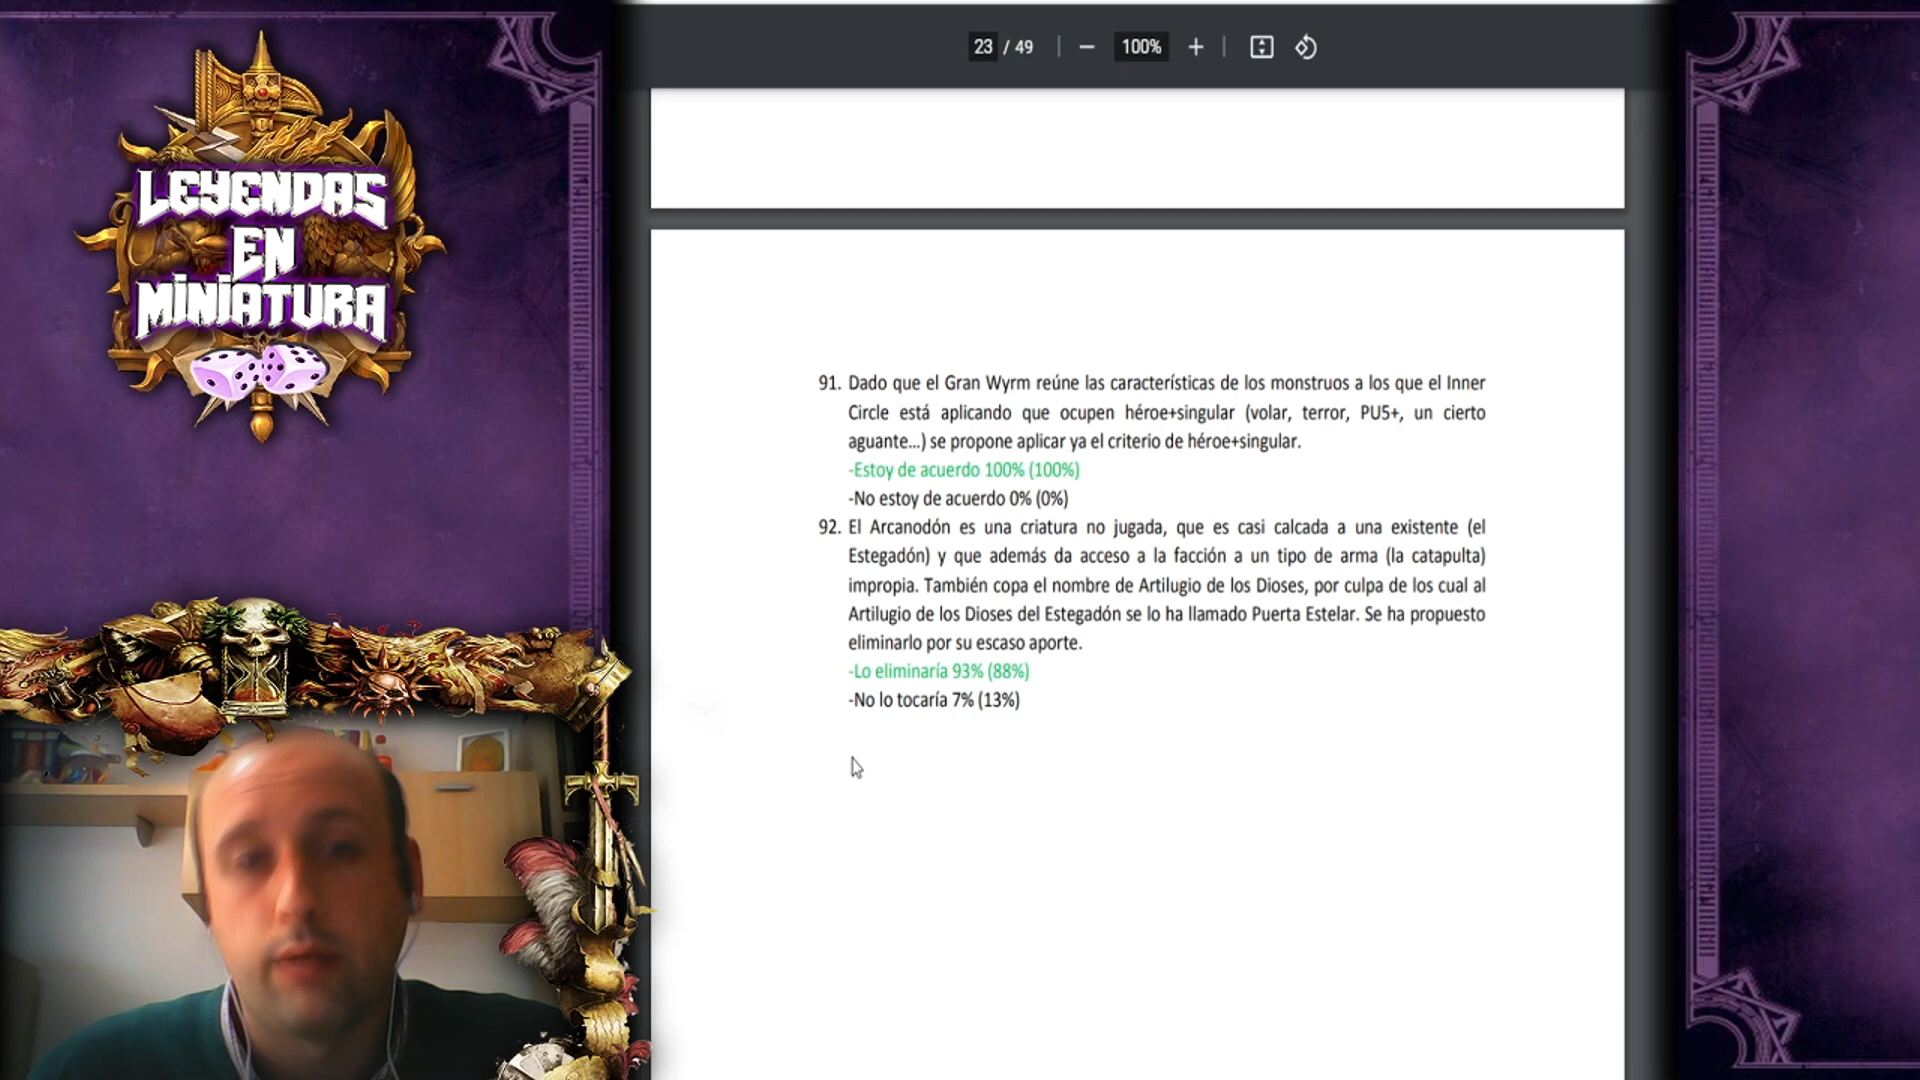 LEYENDAS
EN
MINIATURA
23 / 49
100%
91. Dado que el Gran Wyrm reúne las características de los monstruos a los que el Inner
Circle está aplicando que ocupen héroe+singular (volar, terror, PU5+, un cierto
aguante...) se propone aplicar ya el criterio de héroe+singular.
-Estoy de acuerdo 100% (100%)
-No estoy de acuerdo 0% (0%)
92. El Arcanodón es una criatura no jugada, que es casi calcada a una existente (el
Estegadón) y que además da acceso a la facción a un tipo de arma (la catapulta)
impropia. También copa el nombre de Artilugio de los Dioses, por culpa de los cual al
Artilugio de los Dioses del Estegadón se lo ha llamado Puerta Estelar. Se ha propuesto
eliminarlo por su escaso aporte.
-Lo eliminaría 93% (88%)
-No lo tocaría 7% (13%)